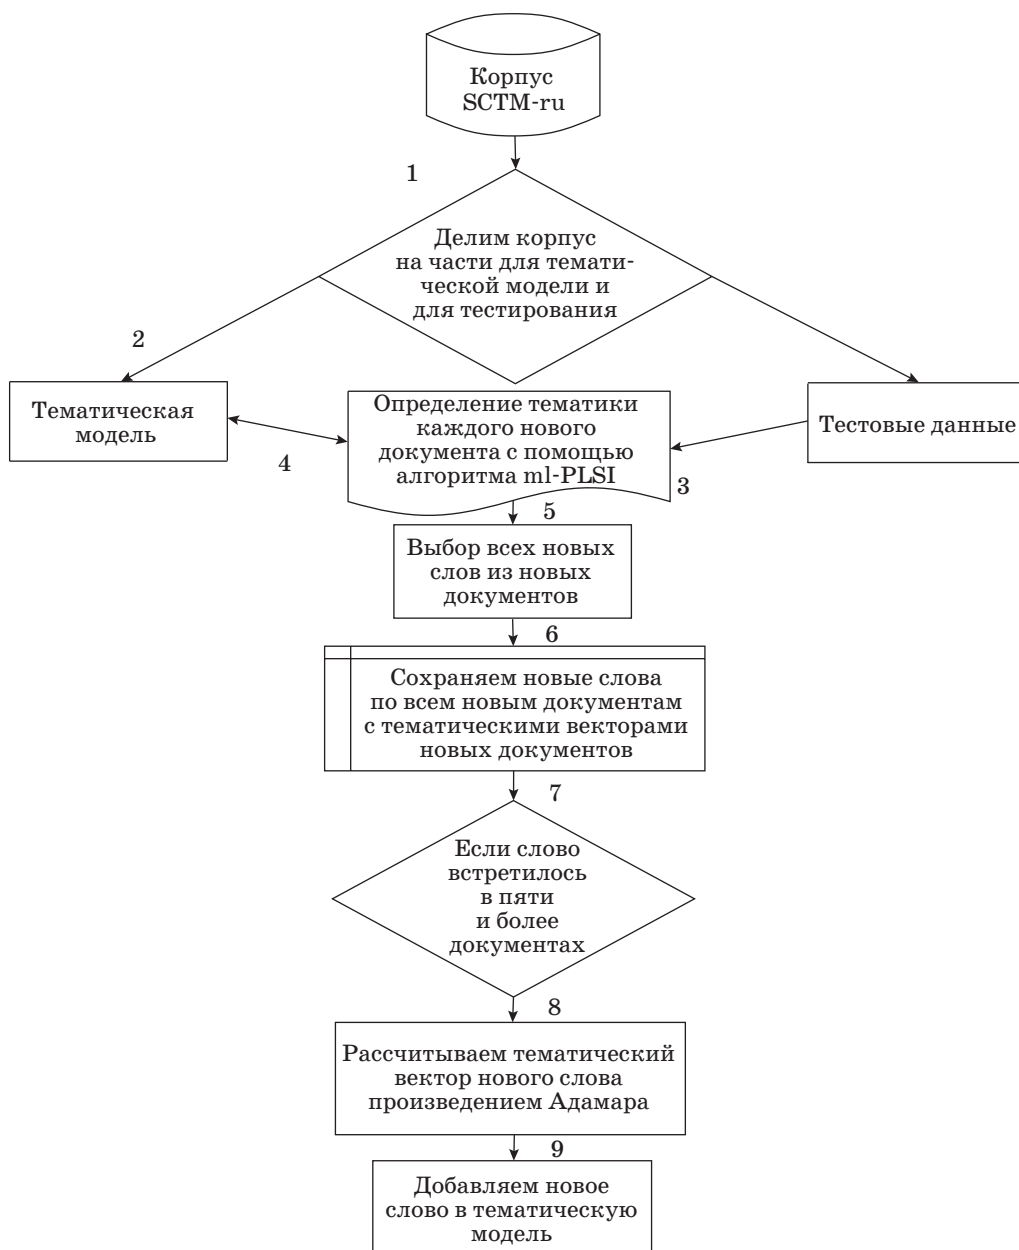 Корпус
SCTM-ru
1
Делим корпус
на части для темати-
ческой модели и
для тестирования
2
Тематическая
модель
Определение тематики
каждого нового
документа с помощью
алгоритма ml-PLSI
Тестовые данные
4
3
5
Выбор всех новых
слов из новых
документов
6
Сохраняем новые слова
по всем новым документам
с тематическими векторами
новых документов
7
Если слово
встретилось
в пяти
и более
документах
8
Рассчитываем тематический
вектор нового слова
произведением Адамара
9
Добавляем новое
слово в тематическую
модель